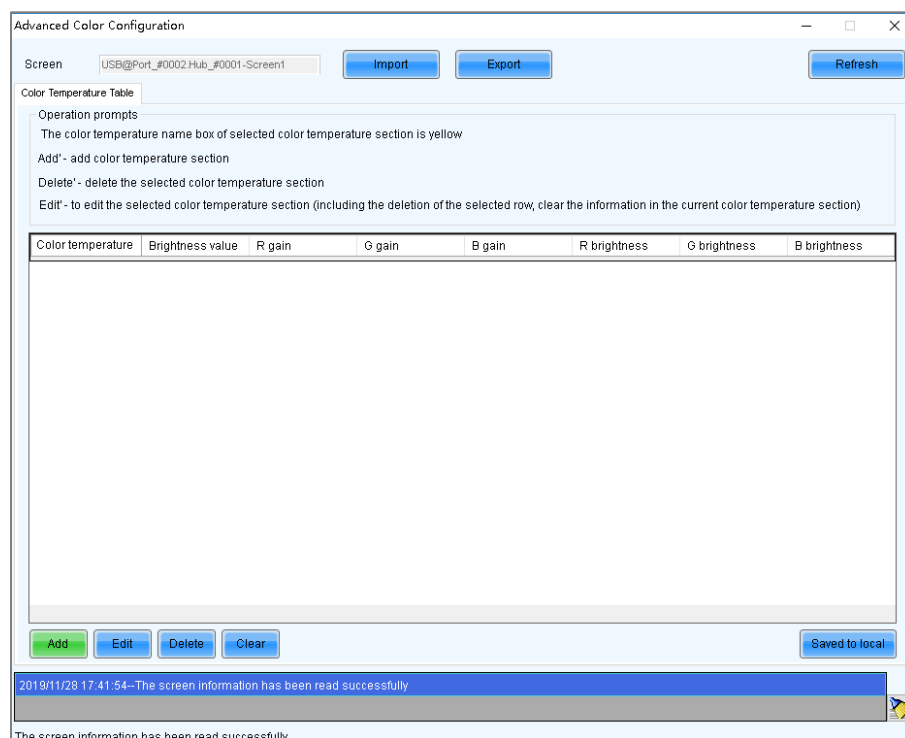 Advanced Color Configuration
Screen USB@Port_#0002.Hub_#0001-Screen1 Import Export Refresh
Color Temperature Table
Operation prompts
The color temperature name box of selected color temperature section is yellow
Add' - add color temperature section
Delete' - delete the selected color temperature section
Edit' - to edit the selected color temperature section (including the deletion of the selected row, clear the information in the current color temperature section)
Color temperature Brightness value R gain G gain B gain R brightness G brightness B brightness
Add Edit Delete Clear Saved to local
2019/11/28 17:41:54--The screen information has been read successfully
The screen information has been read successfully